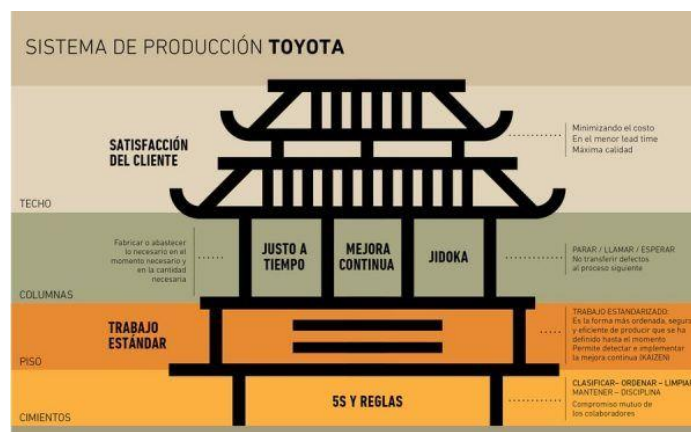 SISTEMA DE PRODUCCIÓN TOYOTA
SATISFACCIÓN
DEL CLIENTE
Minimizando el costo
En el menor lead time
Máxima calidad
TECHO
Fabricar o abastecer
lo necesario en el
momento necesario y
en la cantidad
necesaria
JUSTO A
TIEMPO
MEJORA
CONTINUA
JIDOKA
PARAR / LLAMAR / ESPERAR
No transferir defectos
al proceso siguiente
COLUMNAS
TRABAJO
ESTÁNDAR
TRABAJO ESTANDARIZADO:
Es la forma más ordenada, segura
y eficiente de producir que se ha
definido hasta el momento
Permite detectar e implementar
la mejora continua (KAIZEN)
PISO
5S Y REGLAS
CLASIFICAR– ORDENAR – LIMPIAR
MANTENER – DISCIPLINA
Compromiso mutuo de
los colaboradores
CIMIENTOS